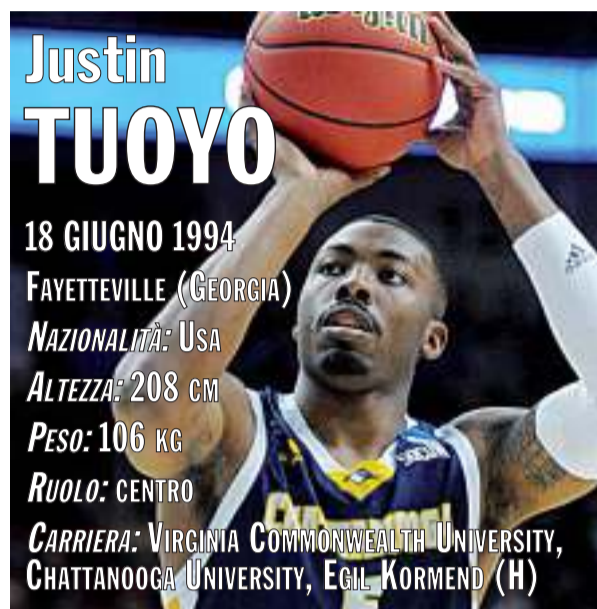 Justin
TUOYO
18 GIUGNO 1994
FAYETTEVILLE (GEORGIA)
NAZIONALITÀ: USA
ALTEZZA: 208 CM
PESO: 106 KG
RUOLO: CENTRO
CARRIERA: VIRGINIA COMMONWEALTH UNIVERSITY,
CHATTANOOGA UNIVERSITY, EGIL KORMEND (H)